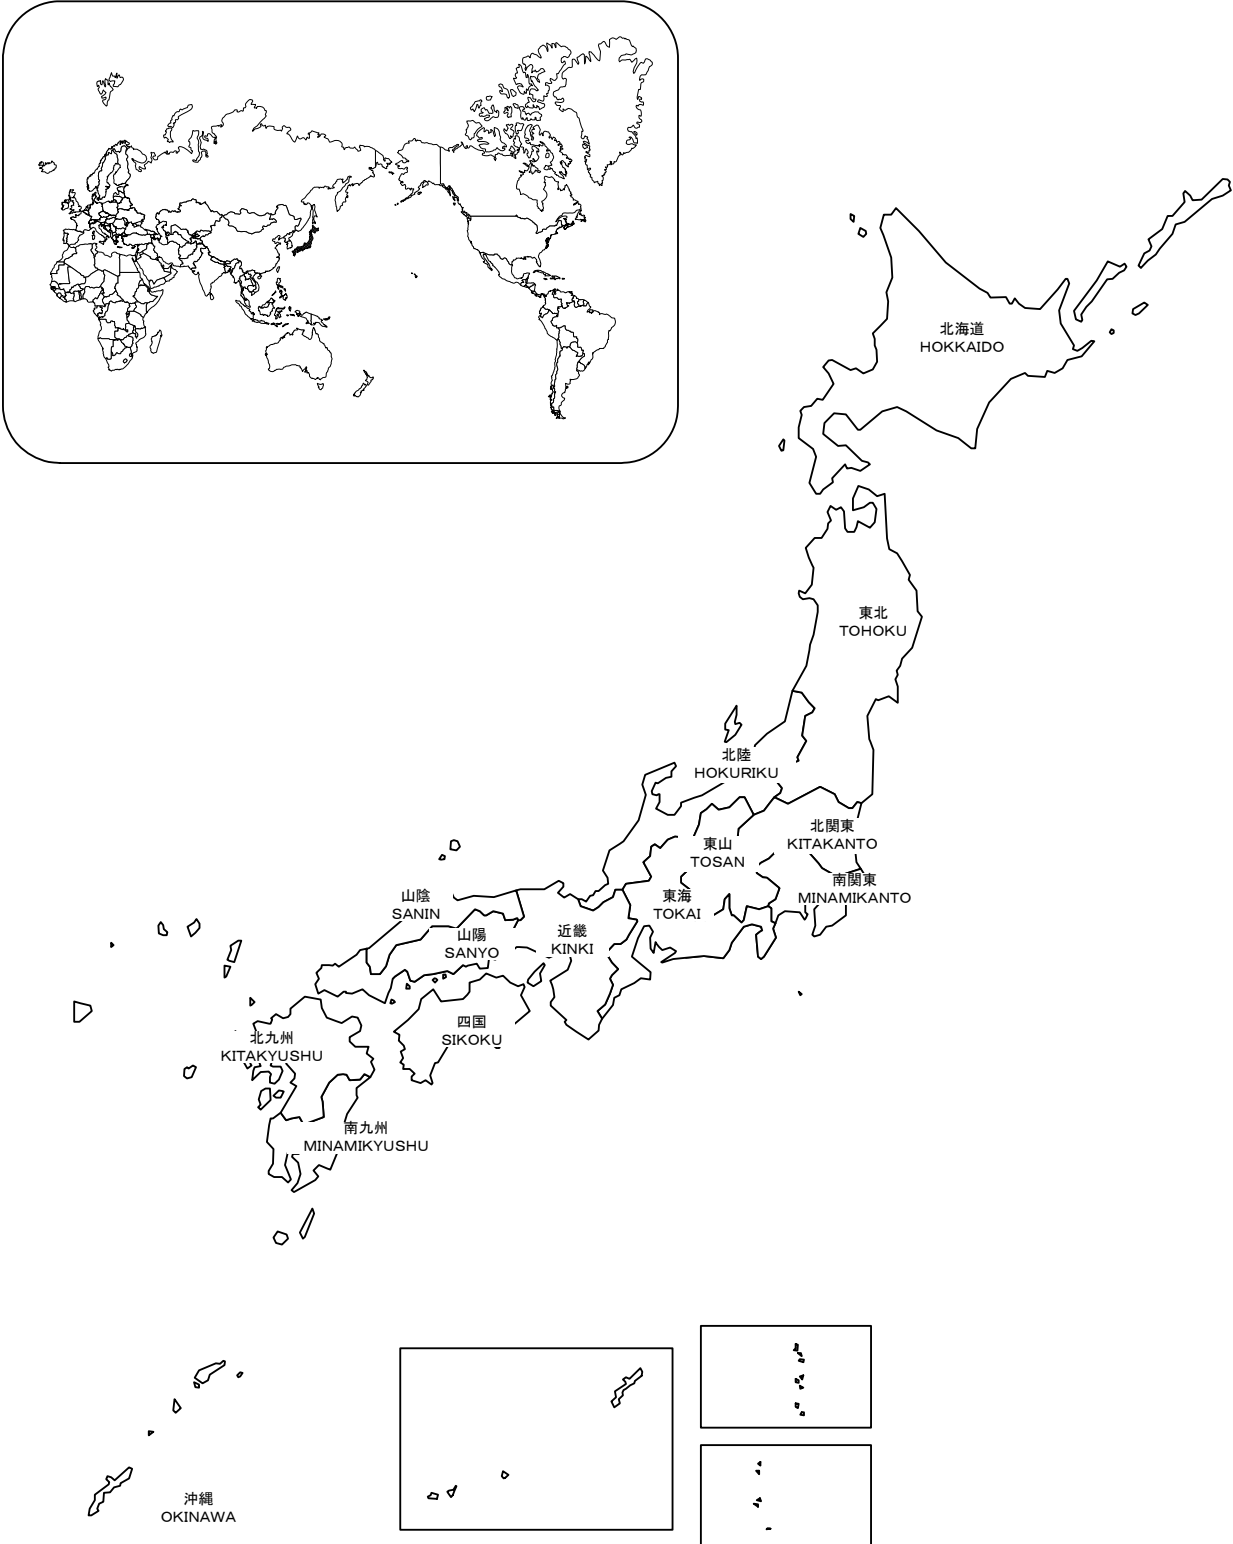 北海道
HOKKAIDO
東北
TOHOKU
北陸
HOKURIKU
北関東
KITAKANTO
東山
TOSAN
南関東
MINAMIKANTO
東海
TOKAI
山陰
SANIN
山陽
SANYO
近畿
KINKI
四国
SIKOKU
北九州
KITAKYUSHU
南九州
MINAMIKYUSHU
沖縄
OKINAWA